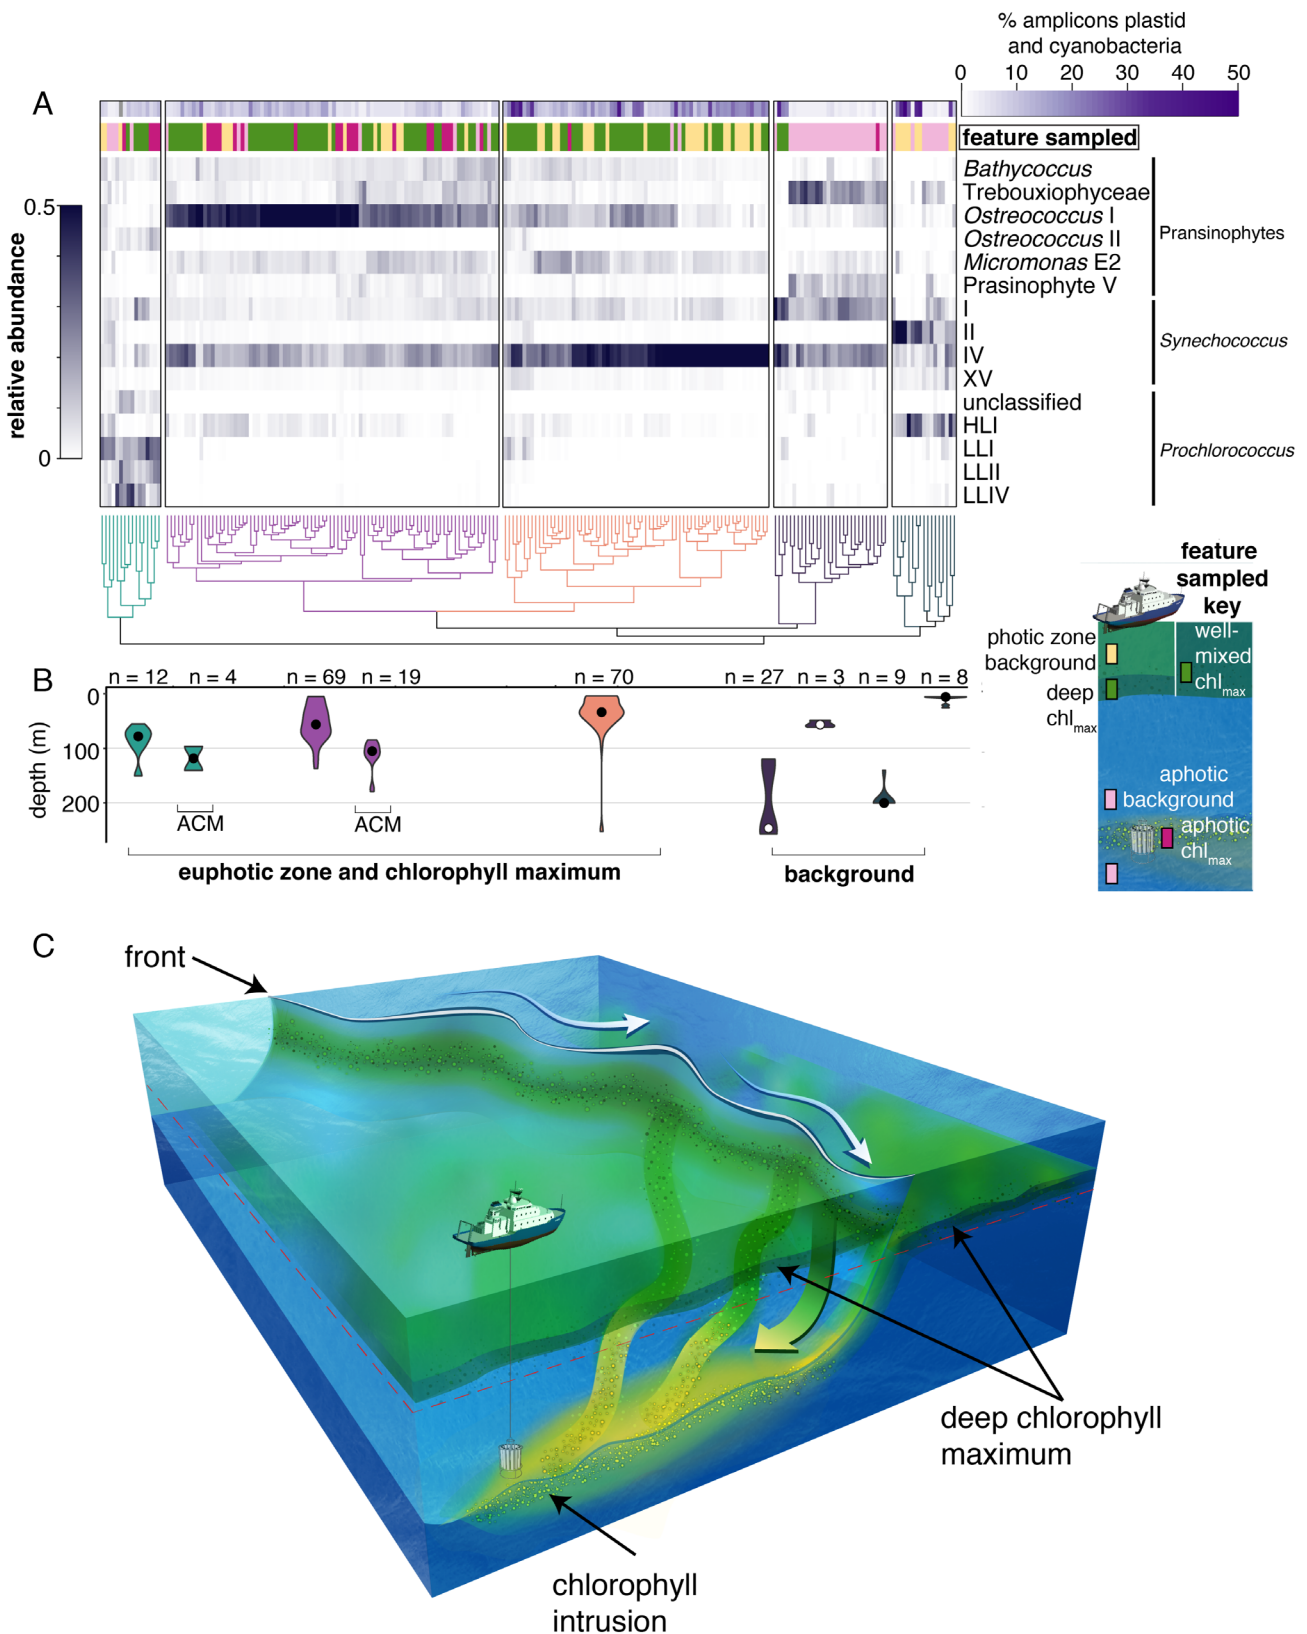 % amplicons plastid
and cyanobacteria
0 10 20 30 40 50
A
feature sampled
0.5
0
relative abundance
Bathycoccus
Trebouxiophyceae
Ostreococcus I
Ostreococcus II
Micromonas E2
Prasinophyte V
Pransinophytes
I
II
IV
XV
Synechococcus
unclassified
HLI
LLI
LLII
LLIV
Prochlorococcus
feature
sampled
key
photic zone
background
deep
chlmax
well-
mixed
chlmax
aphotic
background
aphotic
chlmax
B
n = 12 n = 4 n = 69 n = 19 n = 70 n = 27 n = 3 n = 9 n = 8
0
100
200
depth (m)
ACM ACM
euphotic zone and chlorophyll maximum
background
C
front
deep chlorophyll
maximum
chlorophyll
intrusion